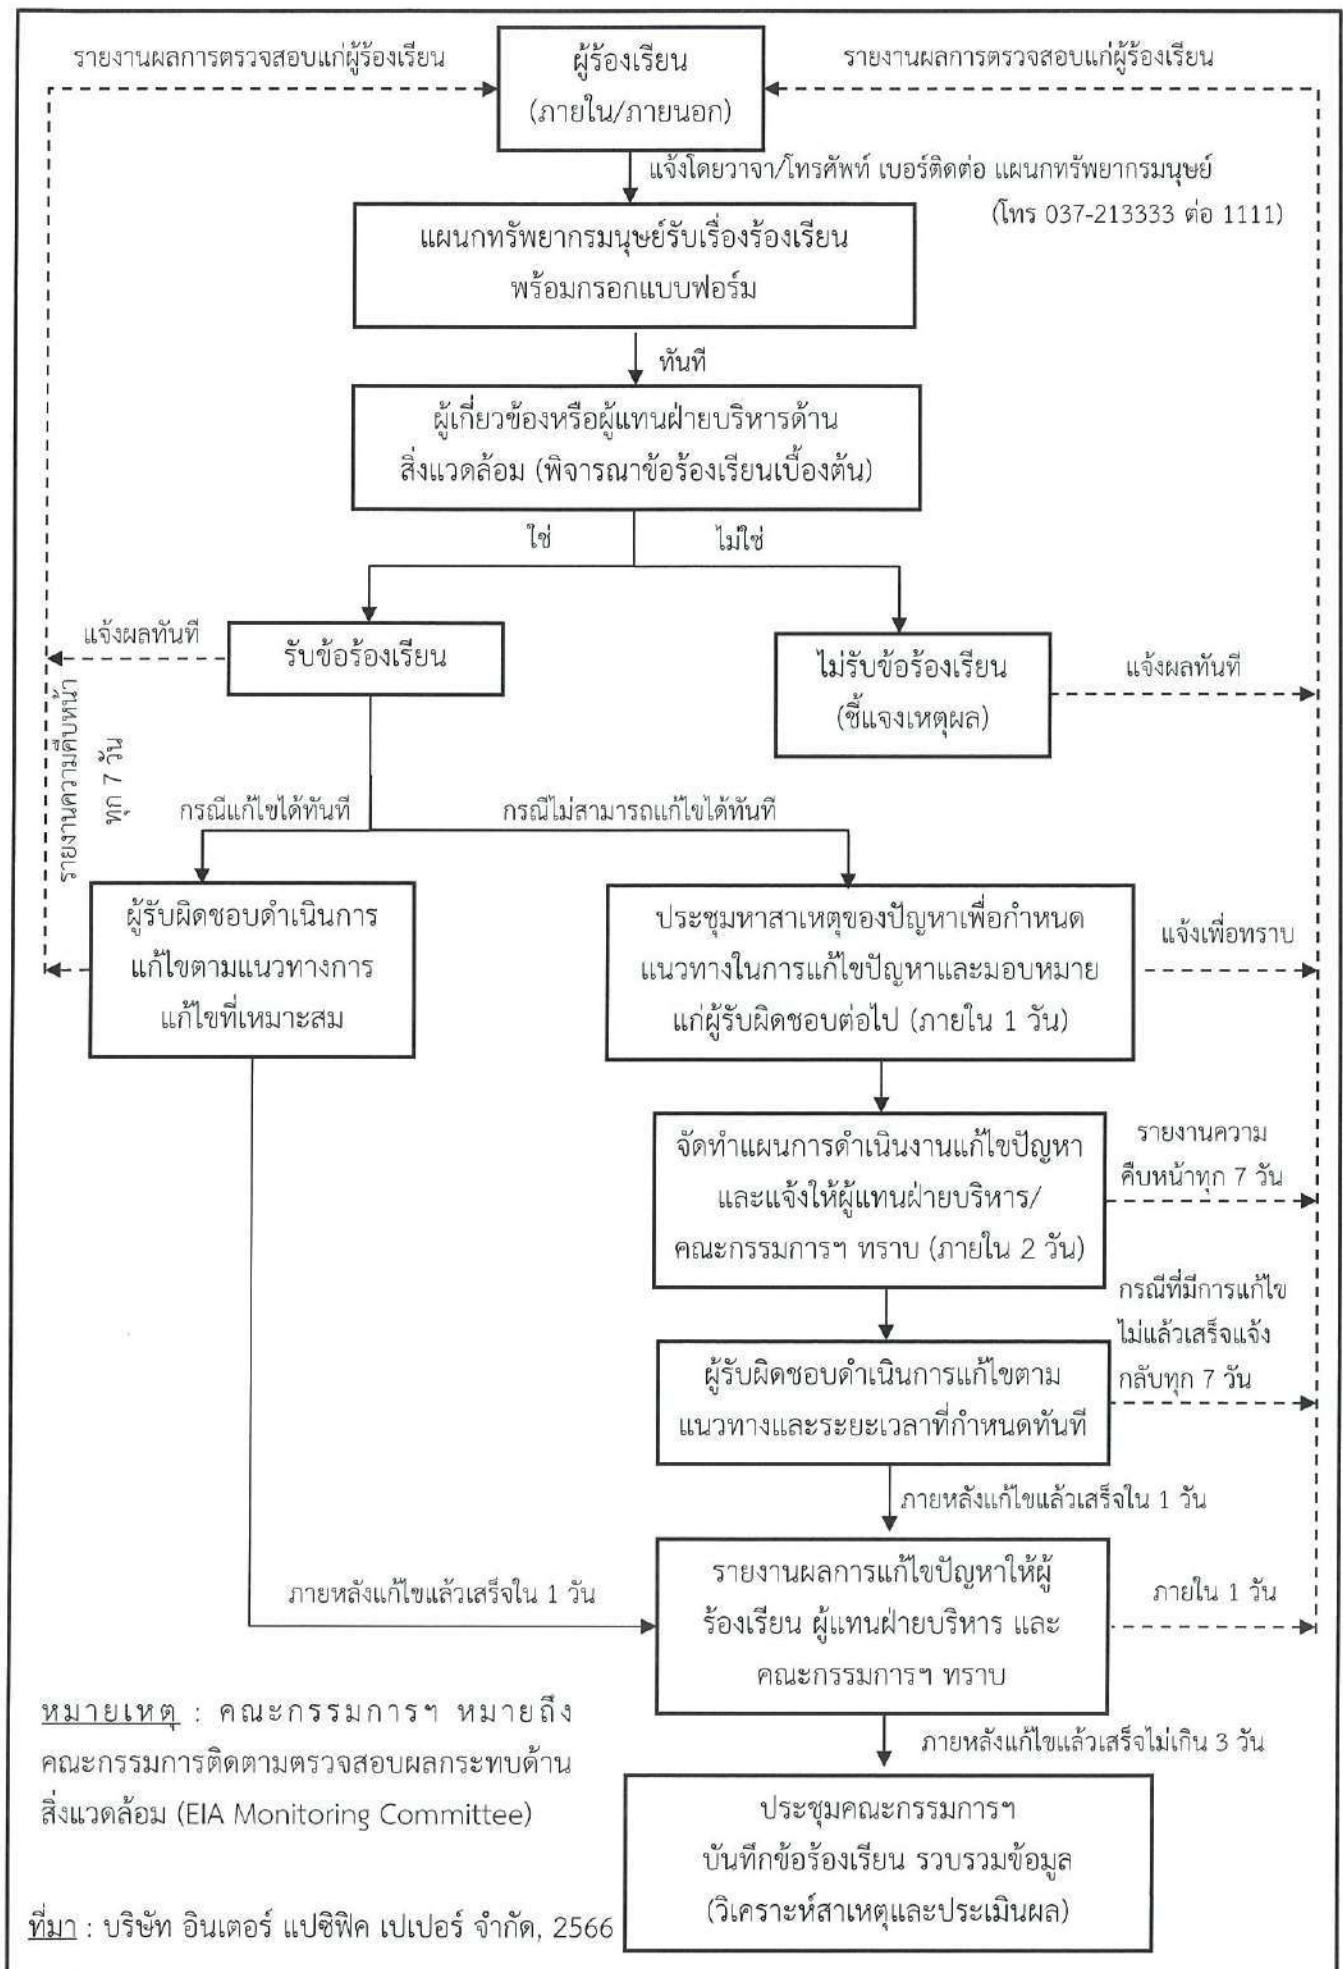 รายงานผลการตรวจสอบแก่ผู้ร้องเรียน
ผู้ร้องเรียน
(ภายใน/ภายนอก)
รายงานผลการตรวจสอบแก่ผู้ร้องเรียน
แจ้งโดยวาจา/โทรศัพท์ เบอร์ติดต่อ แผนกทรัพยากรมนุษย์
(โทร 037-213333 ต่อ 1111)
แผนกทรัพยากรมนุษย์รับเรื่องร้องเรียน
พร้อมกรอกแบบฟอร์ม
ทันที
ผู้เกี่ยวข้องหรือผู้แทนฝ่ายบริหารด้าน
สิ่งแวดล้อม (พิจารณาข้อร้องเรียนเบื้องต้น)
ใช่
ไม่ใช่
แจ้งผลทันที
รับข้อร้องเรียน
ไม่รับข้อร้องเรียน
(ชี้แจงเหตุผล)
แจ้งผลทันที
รายงานความคืบหน้า
ทุก 7 วัน
กรณีแก้ไขได้ทันที
กรณีไม่สามารถแก้ไขได้ทันที
ผู้รับผิดชอบดำเนินการ
แก้ไขตามแนวทางการ
แก้ไขที่เหมาะสม
ประชุมหาสาเหตุของปัญหาเพื่อกำหนด
แนวทางในการแก้ไขปัญหาและมอบหมาย
แก่ผู้รับผิดชอบต่อไป (ภายใน 1 วัน)
แจ้งเพื่อทราบ
จัดทำแผนการดำเนินงานแก้ไขปัญหา
และแจ้งให้ผู้แทนฝ่ายบริหาร/
คณะกรรมการฯ ทราบ (ภายใน 2 วัน)
รายงานความ
คืบหน้าทุก 7 วัน
กรณีที่มีการแก้ไข
ไม่แล้วเสร็จแจ้ง
กลับทุก 7 วัน
ผู้รับผิดชอบดำเนินการแก้ไขตาม
แนวทางและระยะเวลาที่กำหนดทันที
ภายหลังแก้ไขแล้วเสร็จใน 1 วัน
ภายหลังแก้ไขแล้วเสร็จใน 1 วัน
รายงานผลการแก้ไขปัญหาให้ผู้
ร้องเรียน ผู้แทนฝ่ายบริหาร และ
คณะกรรมการฯ ทราบ
ภายใน 1 วัน
ภายหลังแก้ไขแล้วเสร็จไม่เกิน 3 วัน
ประชุมคณะกรรมการฯ
บันทึกข้อร้องเรียน รวบรวมข้อมูล
(วิเคราะห์สาเหตุและประเมินผล)
หมายเหตุ : คณะกรรมการฯ หมายถึง
คณะกรรมการติดตามตรวจสอบผลกระทบด้าน
สิ่งแวดล้อม (EIA Monitoring Committee)
ที่มา : บริษัท อินเตอร์ แปซิฟิค เปเปอร์ จำกัด, 2566